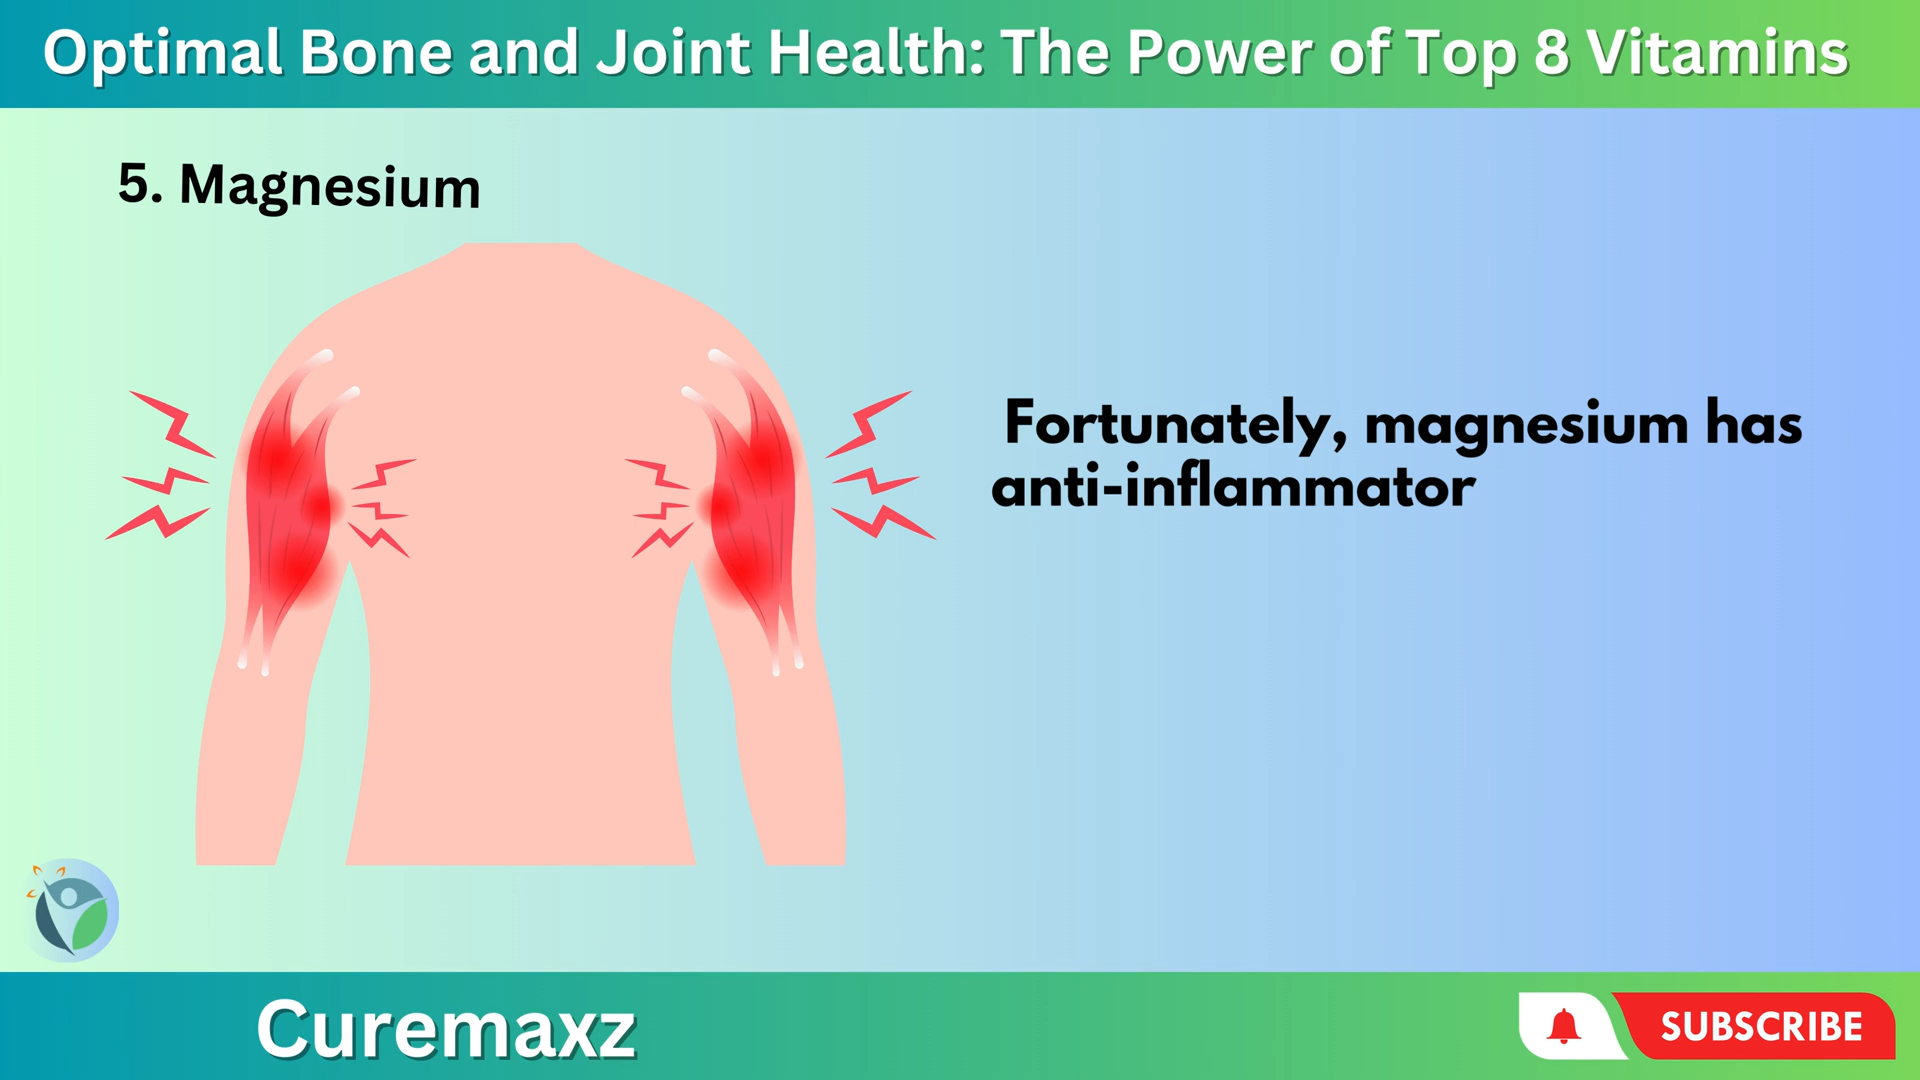 Optimal Bone and Joint Health: The Power of Top 8 Vitamins
5. Magnesium
Fortunately, magnesium has
anti-inflammator
Curemaxz
SUBSCRIBE